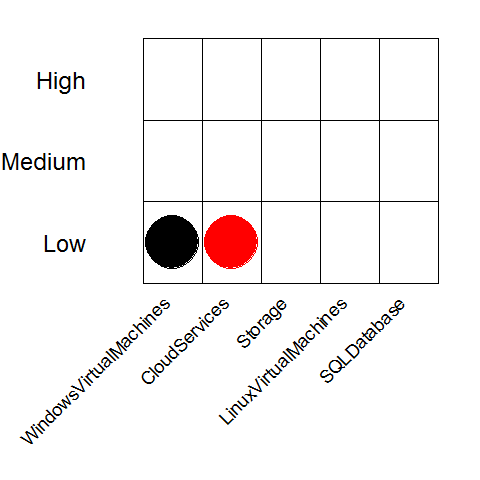 High
Medium
Low
WindowsVirtualMachines
CloudServices
Storage
LinuxVirtualMachines
SQLDatabase